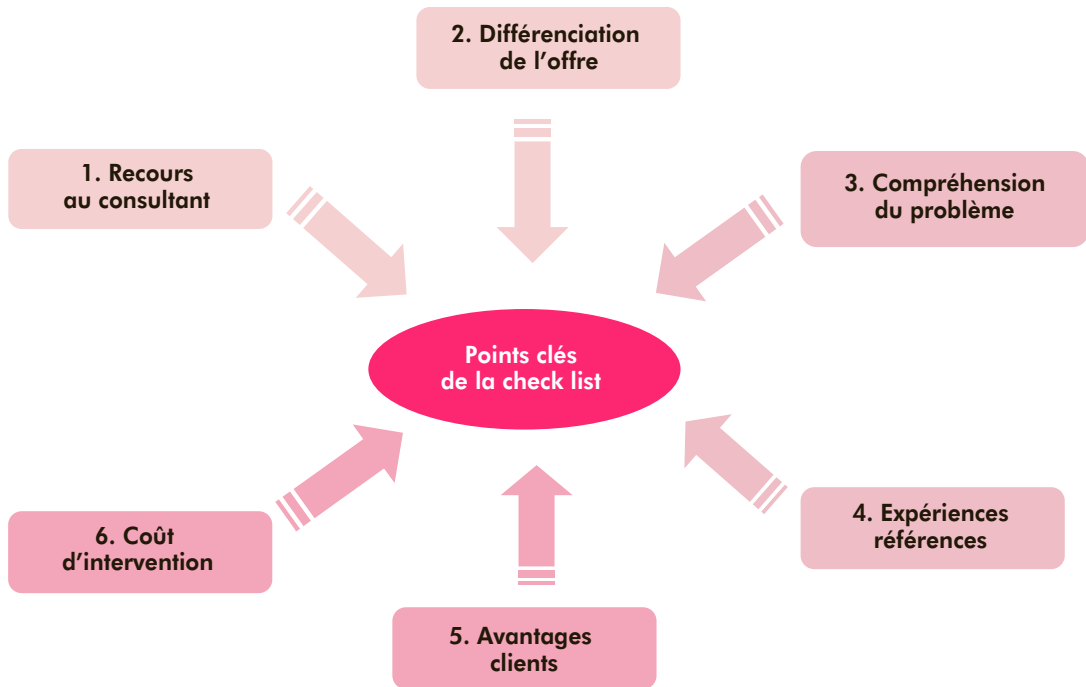 2. Différenciation
de l’offre
1. Recours
au consultant
3. Compréhension
du problème
Points clés
de la check list
6. Coût
d’intervention
4. Expériences
références
5. Avantages
clients